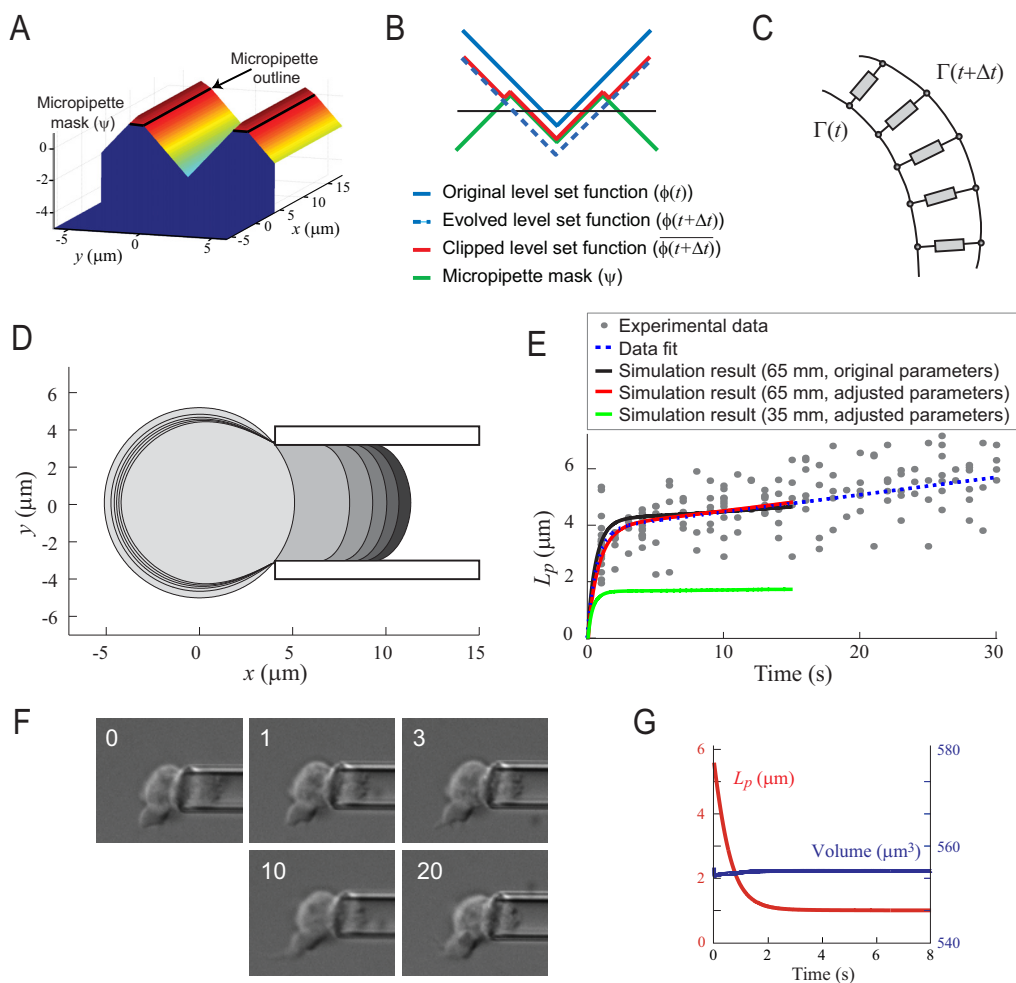 A
Micropipette
outline
Micropipette
mask (ψ)
0
-2
-4
-5
0
5
y (μm)
-5
0
5
10
15
x (μm)
B
Original level set function (ϕ(t))
Evolved level set function (ϕ(t+Δt))
Clipped level set function (ϕ(t+Δt))
Micropipette mask (ψ)
C
Γ(t+Δt)
Γ(t)
D
6
4
2
0
-2
-4
-6
y (μm)
-5
0
5
10
15
x (μm)
E
Experimental data
Data fit
Simulation result (65 mm, original parameters)
Simulation result (65 mm, adjusted parameters)
Simulation result (35 mm, adjusted parameters)
6
4
2
0
Lp (μm)
0
10
20
30
Time (s)
F
0
1
3
10
20
G
6
4
2
0
Lp (μm)
Volume (μm³)
580
560
550
540
0
2
4
6
8
Time (s)